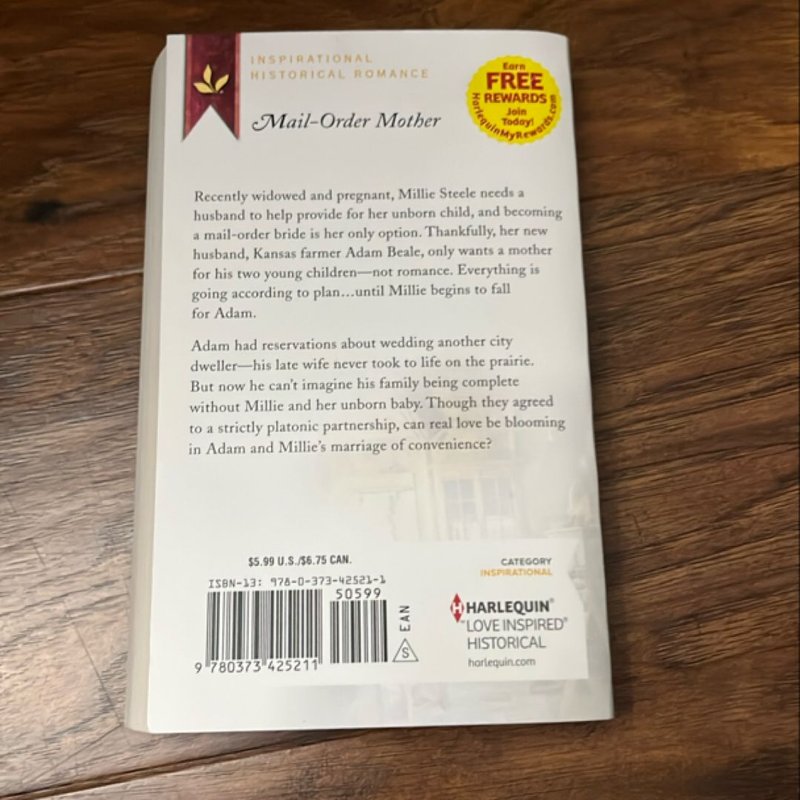 INSPIRATIONAL
HISTORICAL ROMANCE
Earn
FREE
REWARDS
Join
Today!
HarlequinMyRewards.com
Mail-Order Mother
Recently widowed and pregnant, Millie Steele needs a
husband to help provide for her unborn child, and becoming
a mail-order bride is her only option. Thankfully, her new
husband, Kansas farmer Adam Beale, only wants a mother
for his two young children—not romance. Everything is
going according to plan...until Millie begins to fall
for Adam.
Adam had reservations about wedding another city
dweller—his late wife never took to life on the prairie.
But now he can't imagine his family being complete
without Millie and her unborn baby. Though they agreed
to a strictly platonic partnership, can real love be blooming
in Adam and Millie's marriage of convenience?
$5.99 U.S./$6.75 CAN.
ISBN-13: 978-0-373-42521-1
50599
9 780373 425211
EAN
S
CATEGORY
INSPIRATIONAL
HARLEQUIN®
LOVE INSPIRED®
HISTORICAL
harlequin.com